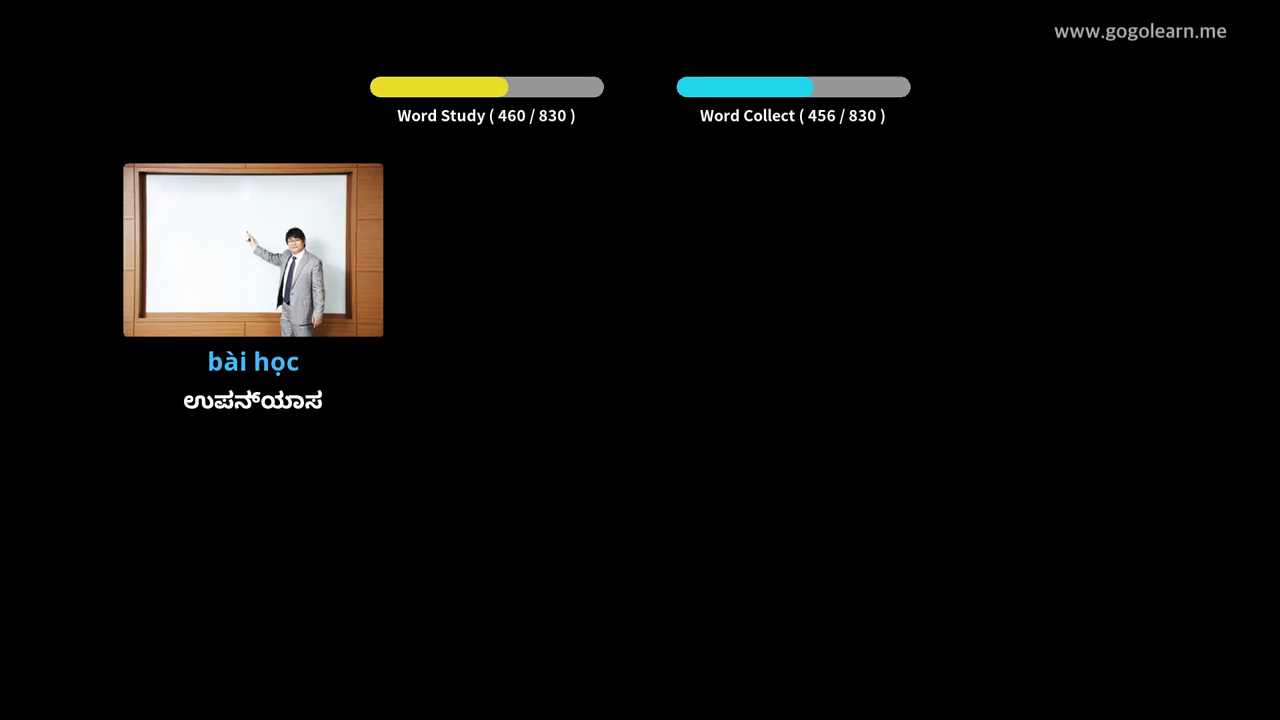 www.gogolearn.me
Word Study ( 460 / 830 )
Word Collect ( 456 / 830 )
bài học
ಉಪನ್‌ಯಾಸ